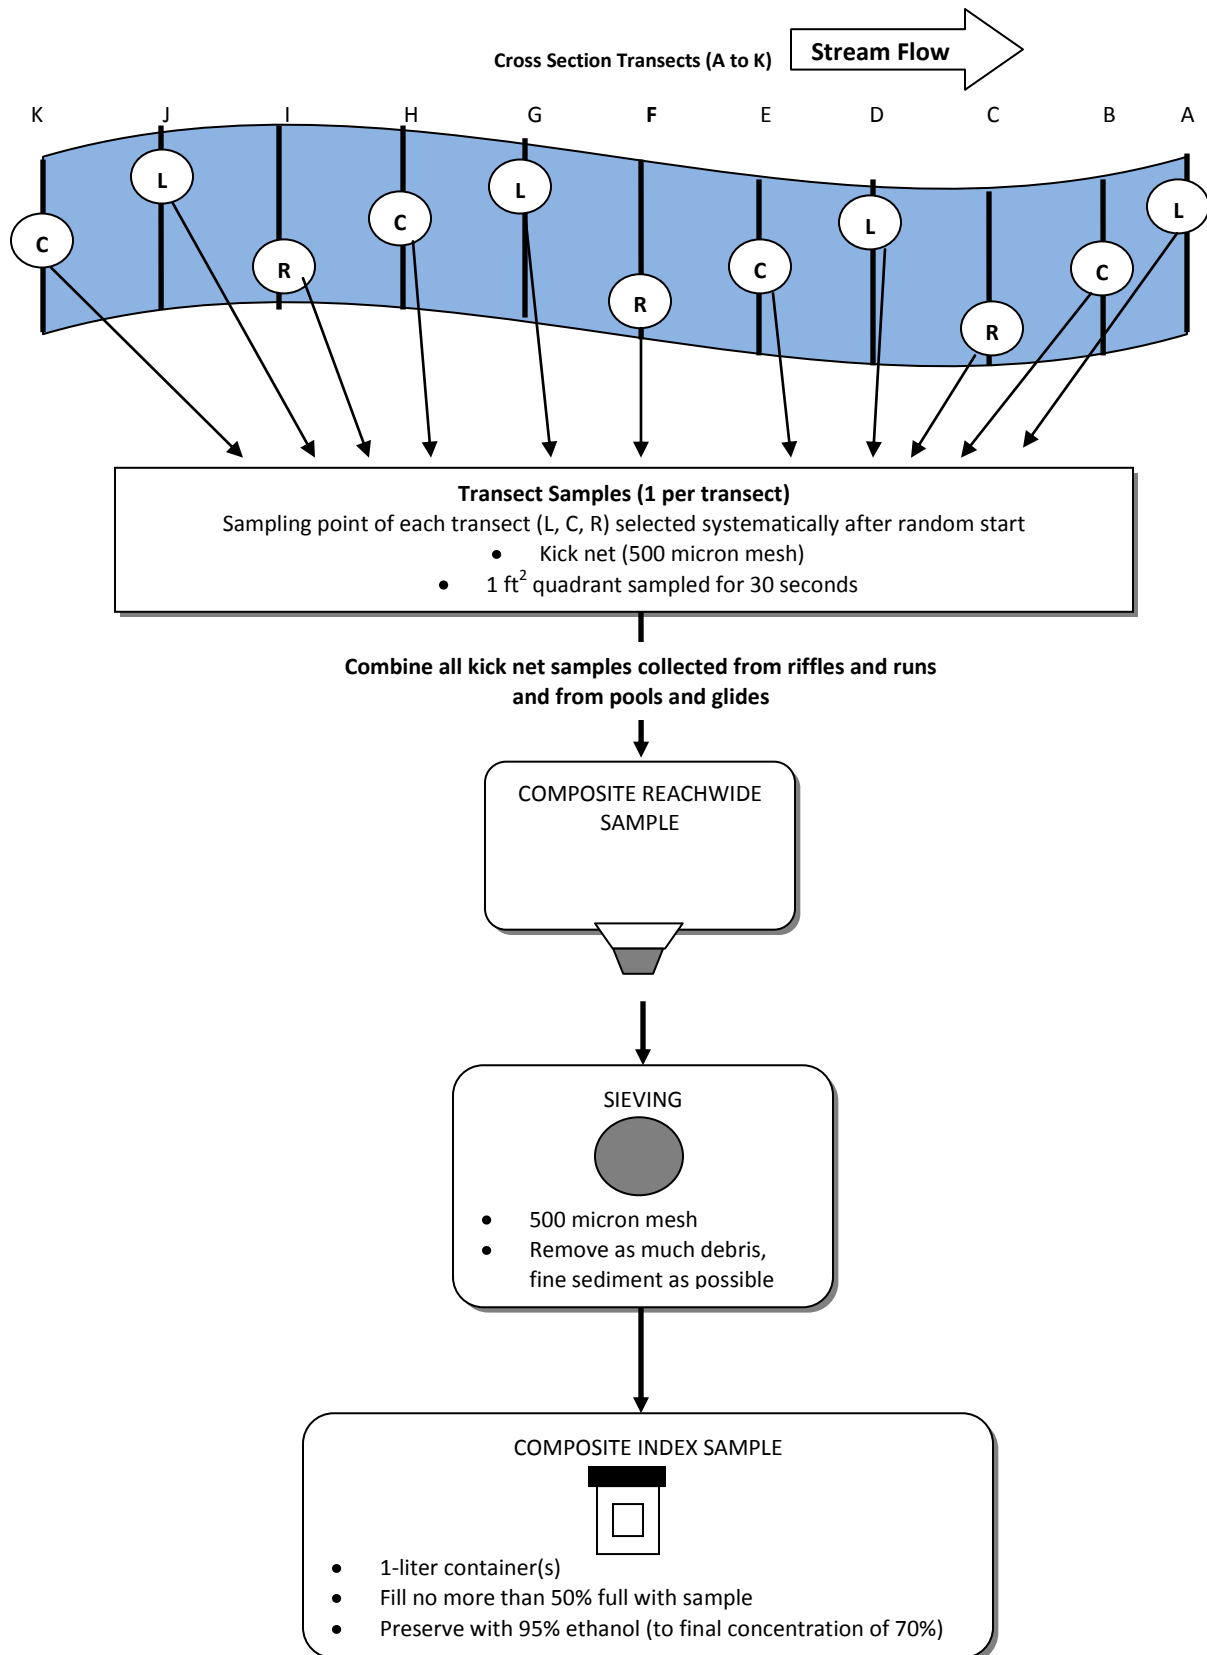 Cross Section Transects (A to K)
Stream Flow
K J I H G F E D C B A
L L L L
C C C C
R R R
Transect Samples (1 per transect)
Sampling point of each transect (L, C, R) selected systematically after random start
• Kick net (500 micron mesh)
• 1 ft² quadrant sampled for 30 seconds
Combine all kick net samples collected from riffles and runs
and from pools and glides
COMPOSITE REACHWIDE
SAMPLE
SIEVING
• 500 micron mesh
• Remove as much debris,
fine sediment as possible
COMPOSITE INDEX SAMPLE
• 1-liter container(s)
• Fill no more than 50% full with sample
• Preserve with 95% ethanol (to final concentration of 70%)